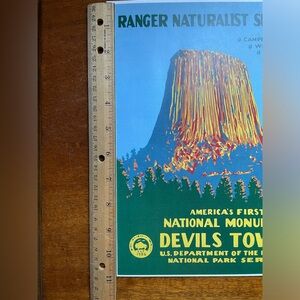 RANGER NATURALIST S
AMERICA'S FIRST
NATIONAL MONU
DEVILS TOW
U.S. DEPARTMENT OF THE I
NATIONAL PARK SER